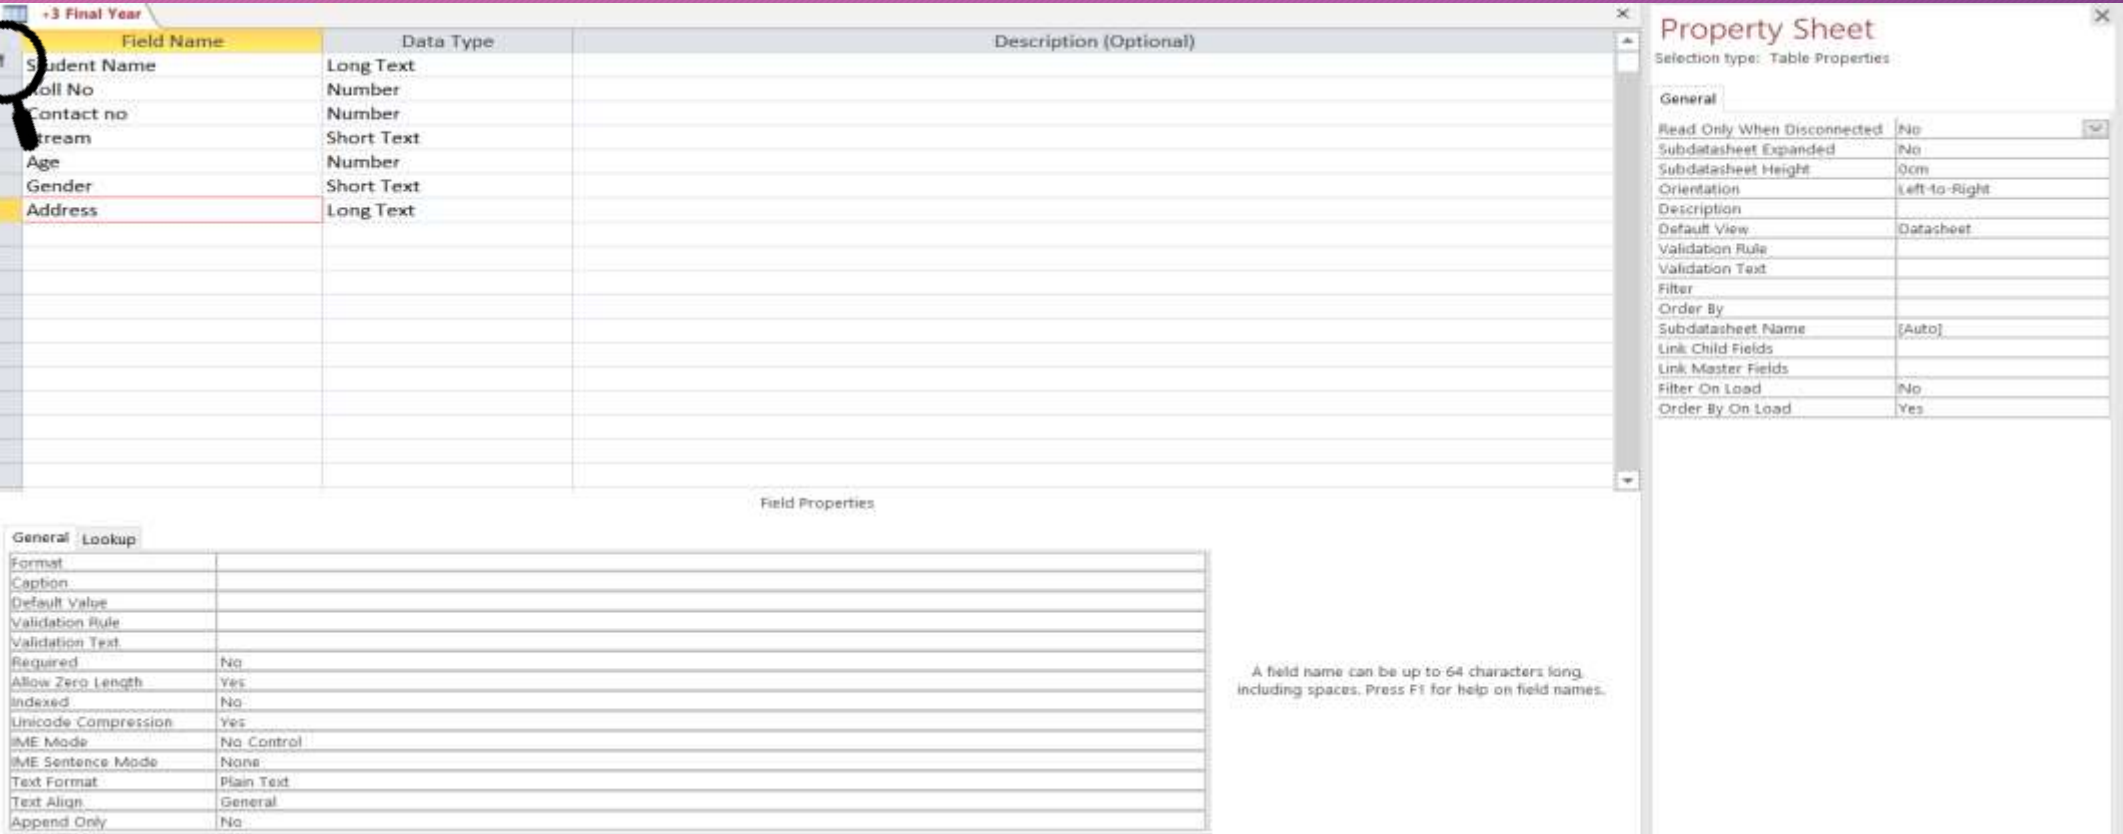 +3 Final Year
Field Name Data Type Description (Optional)
Student Name Long Text
Roll No Number
Contact no Number
Stream Short Text
Age Number
Gender Short Text
Address Long Text
Field Properties
General Lookup
Format
Caption
Default Value
Validation Rule
Validation Text
Required No
Allow Zero Length Yes
Indexed No
Unicode Compression Yes
IME Mode No Control
IME Sentence Mode None
Text Format Plain Text
Text Align General
Append Only No
A field name can be up to 64 characters long,
including spaces. Press F1 for help on field names.
Property Sheet
Selection type: Table Properties
General
Read Only When Disconnected No
Subdatasheet Expanded No
Subdatasheet Height 0cm
Orientation Left-to-Right
Description
Default View Datasheet
Validation Rule
Validation Text
Filter
Order By
Subdatasheet Name [Auto]
Link Child Fields
Link Master Fields
Filter On Load No
Order By On Load Yes